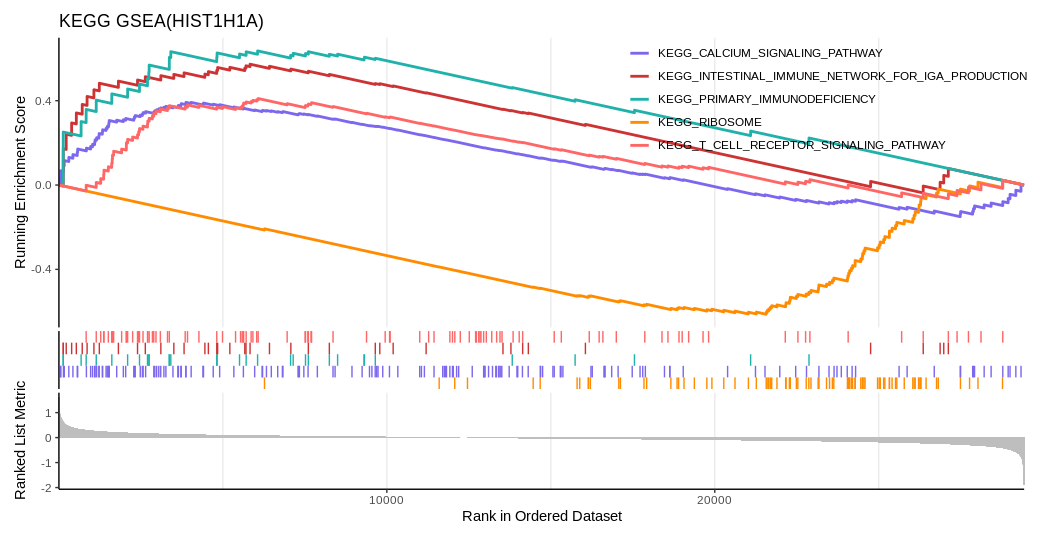 KEGG GSEA(HIST1H1A)
KEGG_CALCIUM_SIGNALING_PATHWAY
KEGG_INTESTINAL_IMMUNE_NETWORK_FOR_IGA_PRODUCTION
KEGG_PRIMARY_IMMUNODEFICIENCY
KEGG_RIBOSOME
KEGG_T_CELL_RECEPTOR_SIGNALING_PATHWAY
Running Enrichment Score
0.4
0.0
-0.4
Ranked List Metric
1
0
-1
-2
10000
20000
Rank in Ordered Dataset